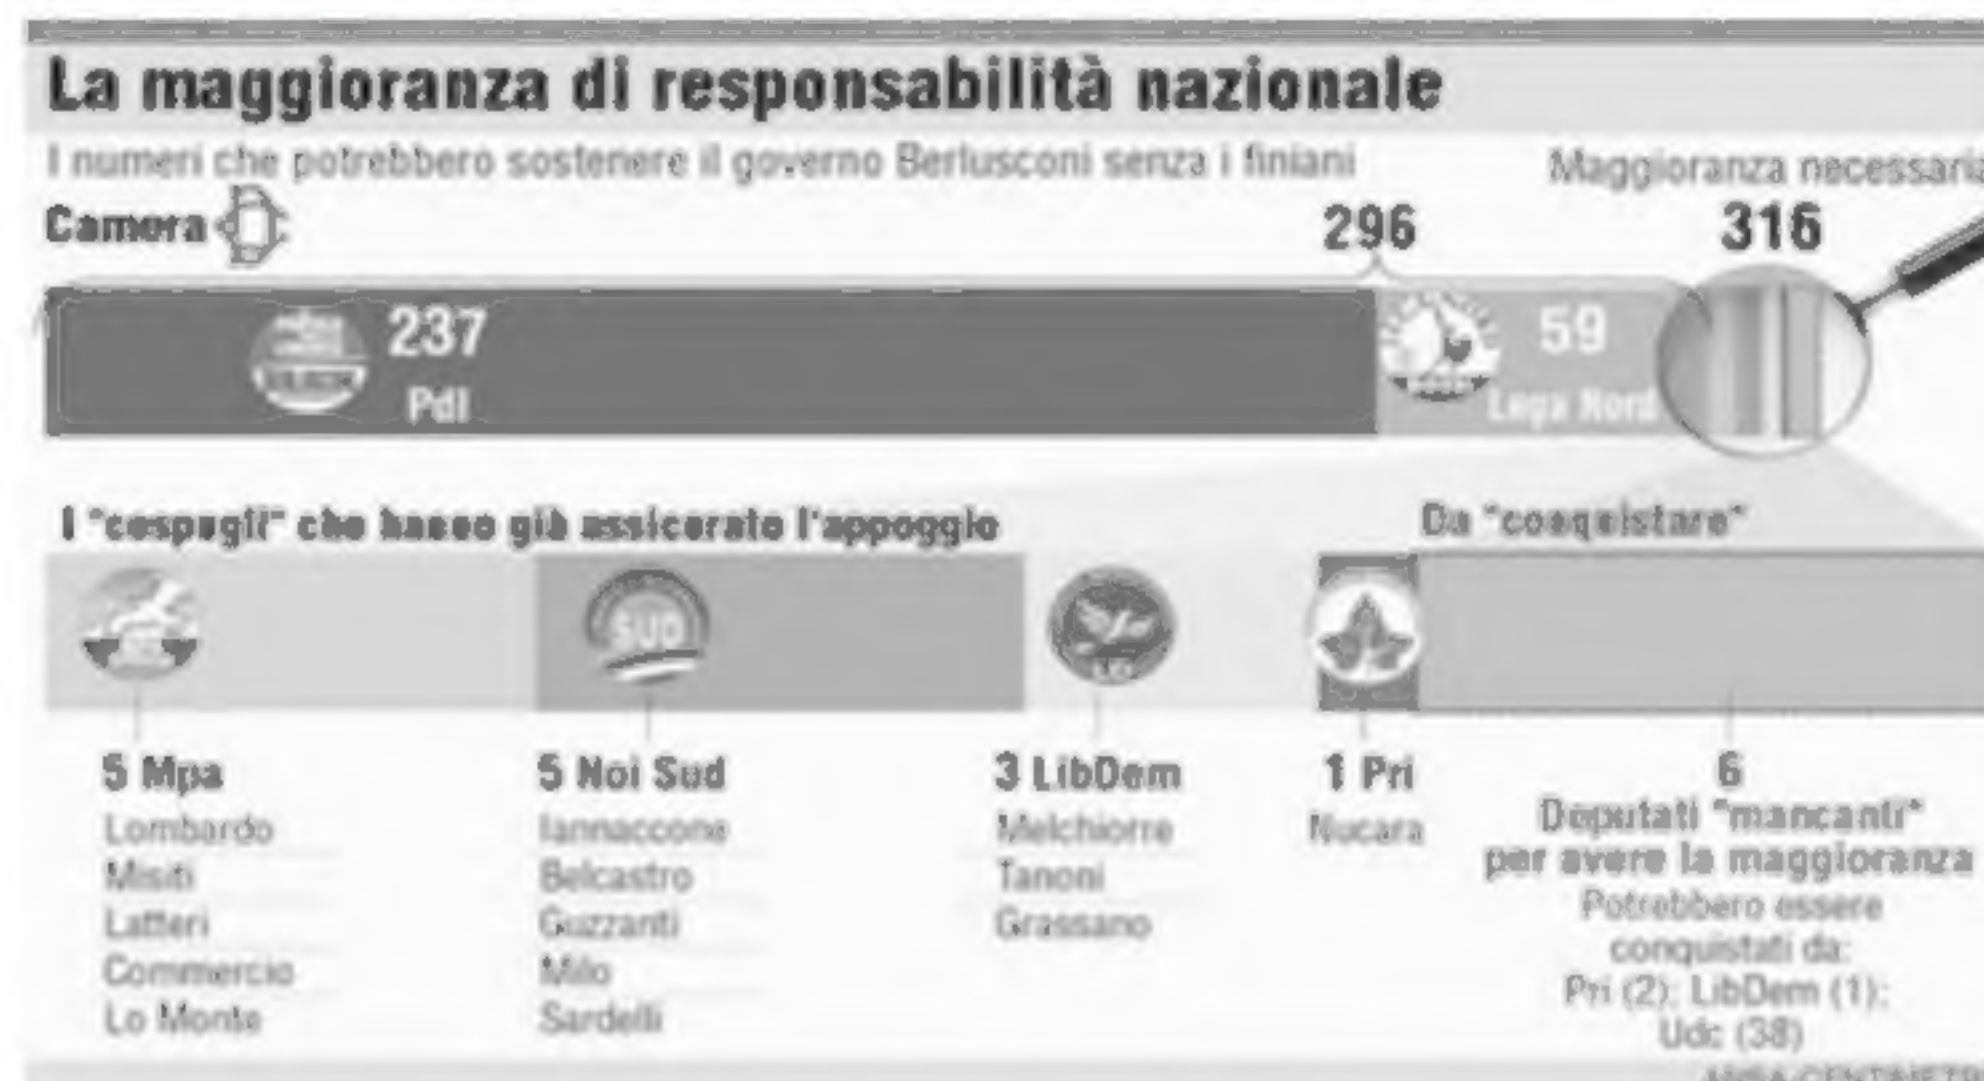 La maggioranza di responsabilità nazionale
I numeri che potrebbero sostenere il governo Berlusconi senza i finiani
Maggioranza necessaria
Camera
296
316
237
PdI
59
Lega Nord
I "cespugli" che hanno già assicurato l'appoggio
Da "conquistare"
SUD
5 Mpa
Lombardo
Misiti
Latteri
Commercio
Lo Monte
5 Noi Sud
Iannaccone
Belcastro
Guzzanti
Milo
Sardelli
3 LibDem
Melchiorre
Tanoni
Grassano
1 Pri
Nucara
6
Deputati "mancanti"
per avere la maggioranza
Potrebbero essere
conquistati da:
Pri (2); LibDem (1);
Udc (38)